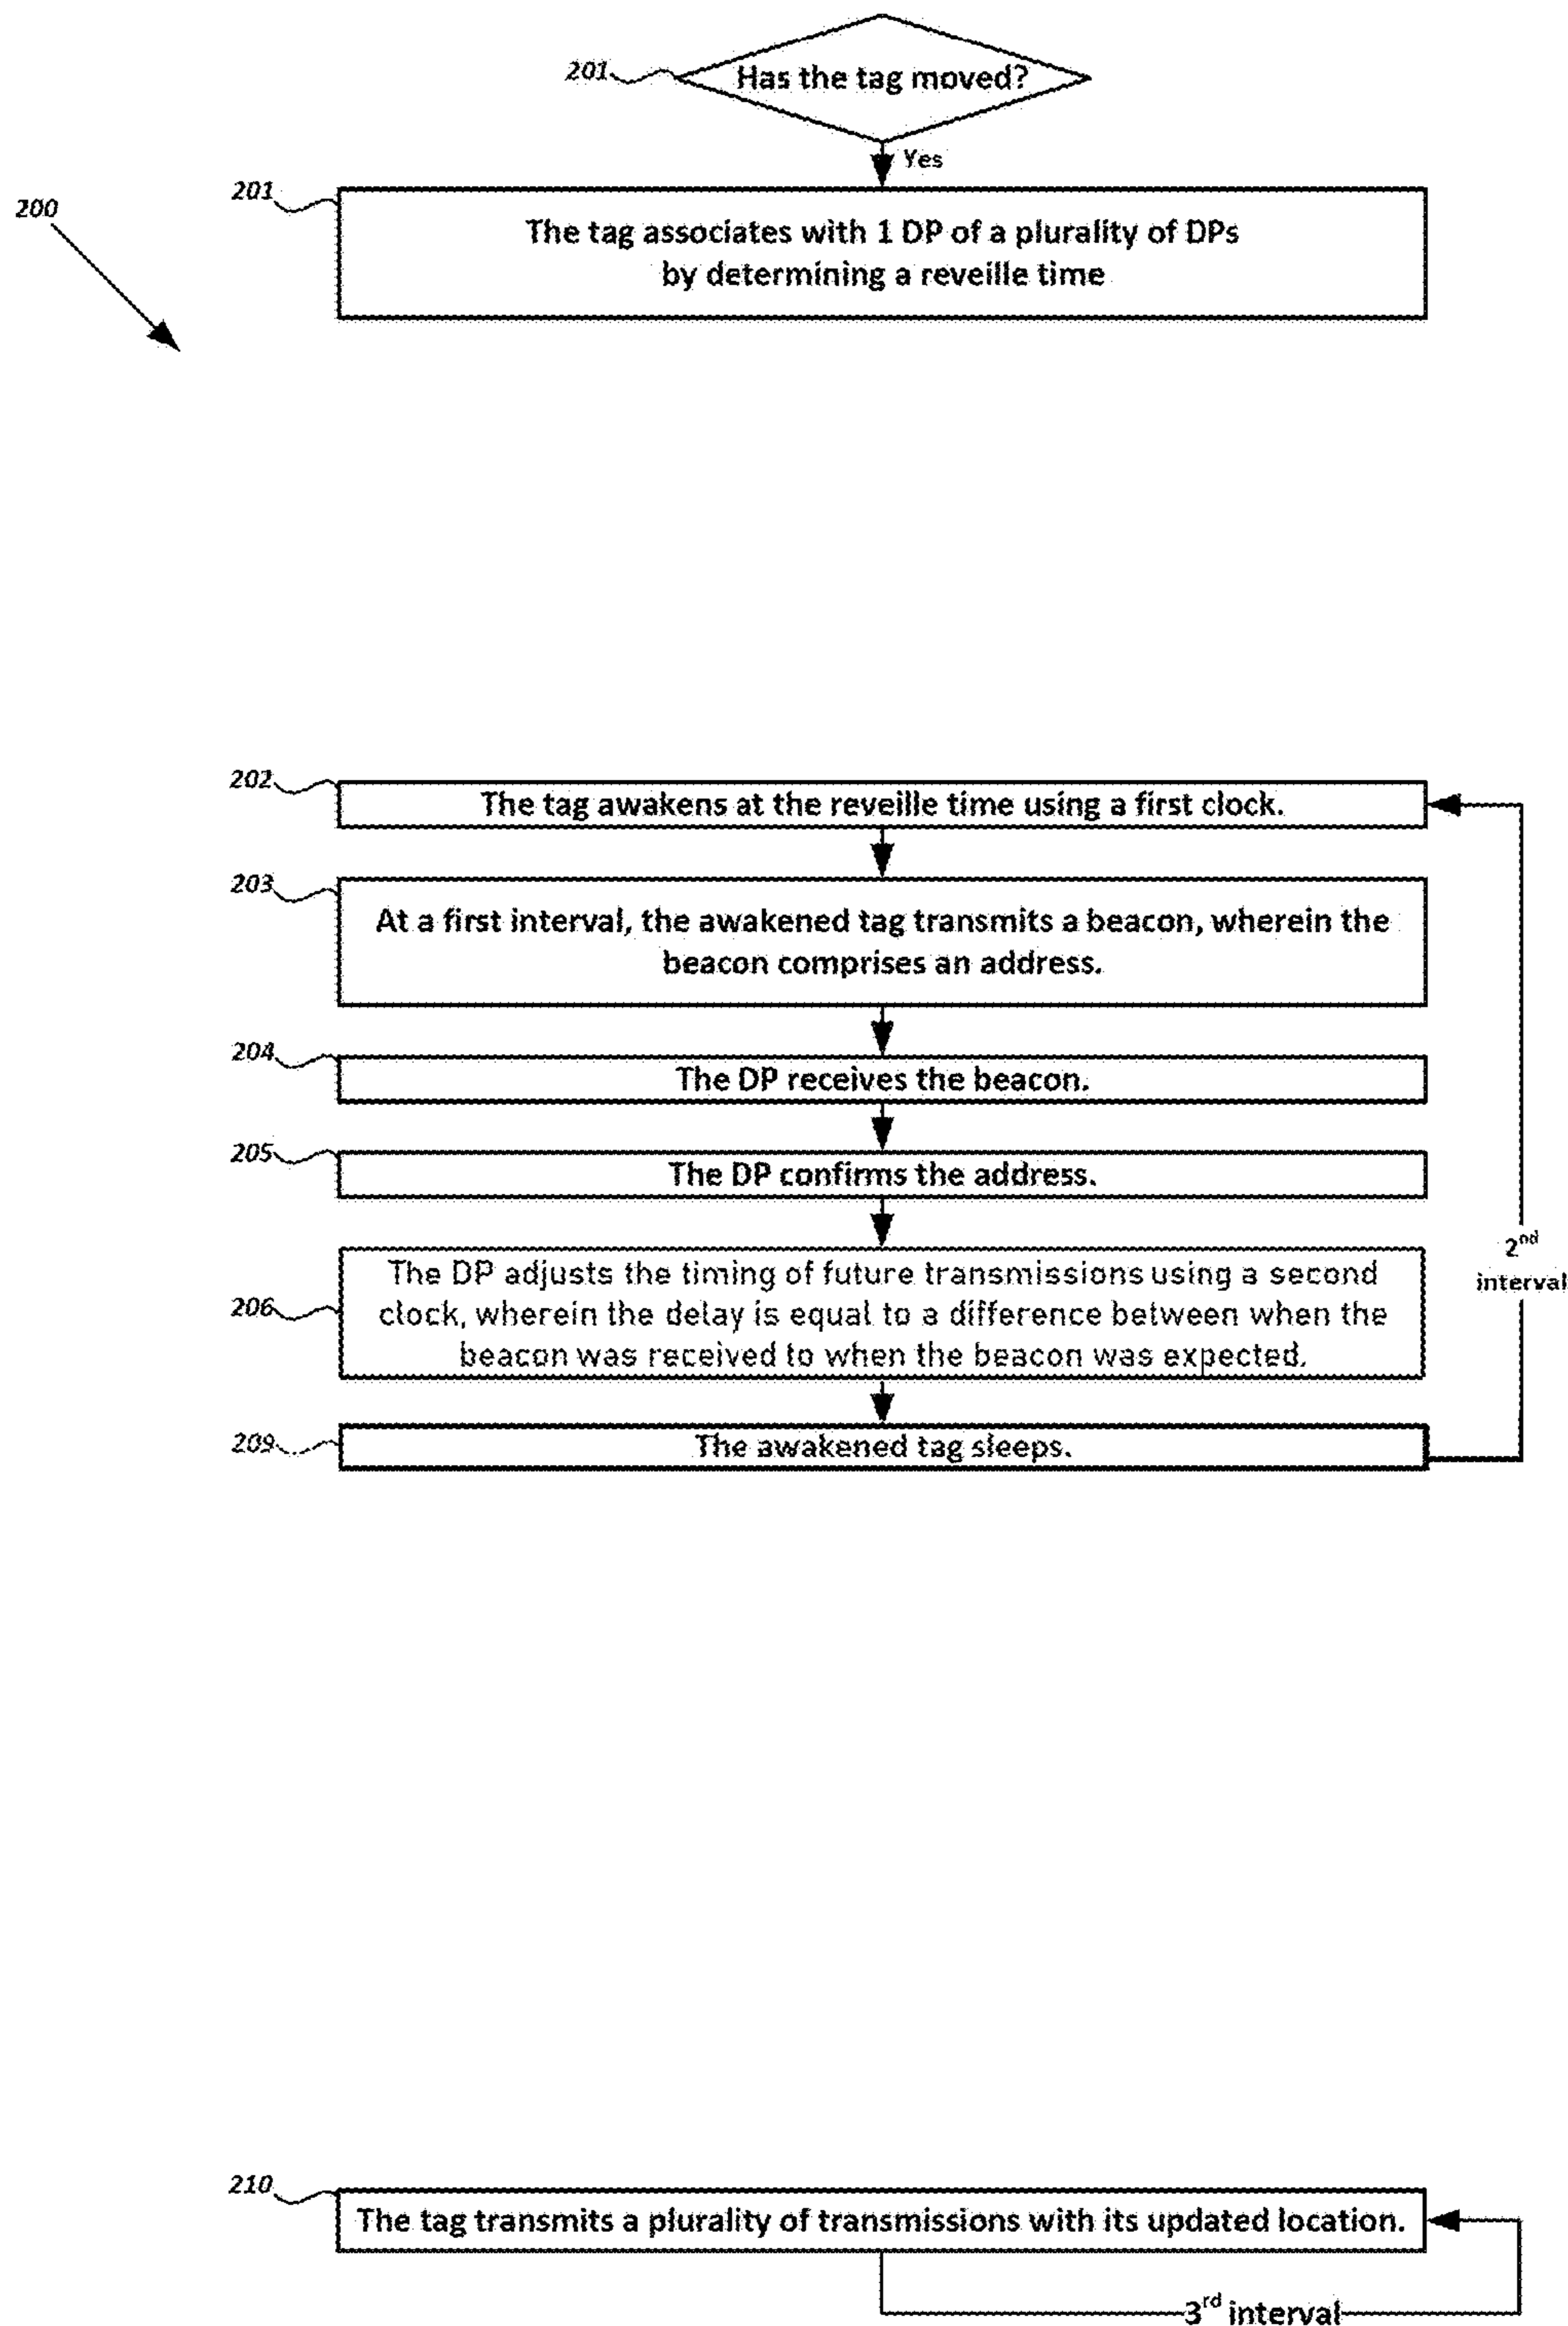 201
Has the tag moved?
Yes
200
201
The tag associates with 1 DP of a plurality of DPs
by determining a reveille time
202
The tag awakens at the reveille time using a first clock.
203
At a first interval, the awakened tag transmits a beacon, wherein the
beacon comprises an address.
204
The DP receives the beacon.
205
The DP confirms the address.
206
The DP adjusts the timing of future transmissions using a second
clock, wherein the delay is equal to a difference between when the
beacon was received to when the beacon was expected.
2nd
interval
209
The awakened tag sleeps.
210
The tag transmits a plurality of transmissions with its updated location.
3rd interval